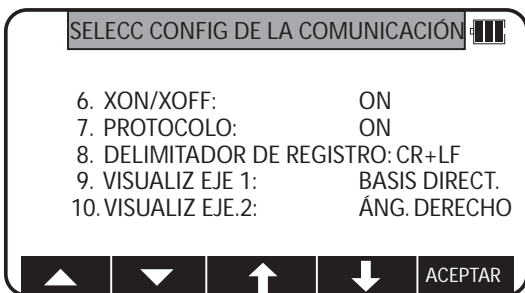 SELECC CONFIG DE LA COMUNICACIÓN
6. XON/XOFF: ON
7. PROTOCOLO: ON
8. DELIMITADOR DE REGISTRO: CR+LF
9. VISUALIZ EJE 1: BASIS DIRECT.
10. VISUALIZ EJE.2: ÁNG. DERECHO
ACEPTAR